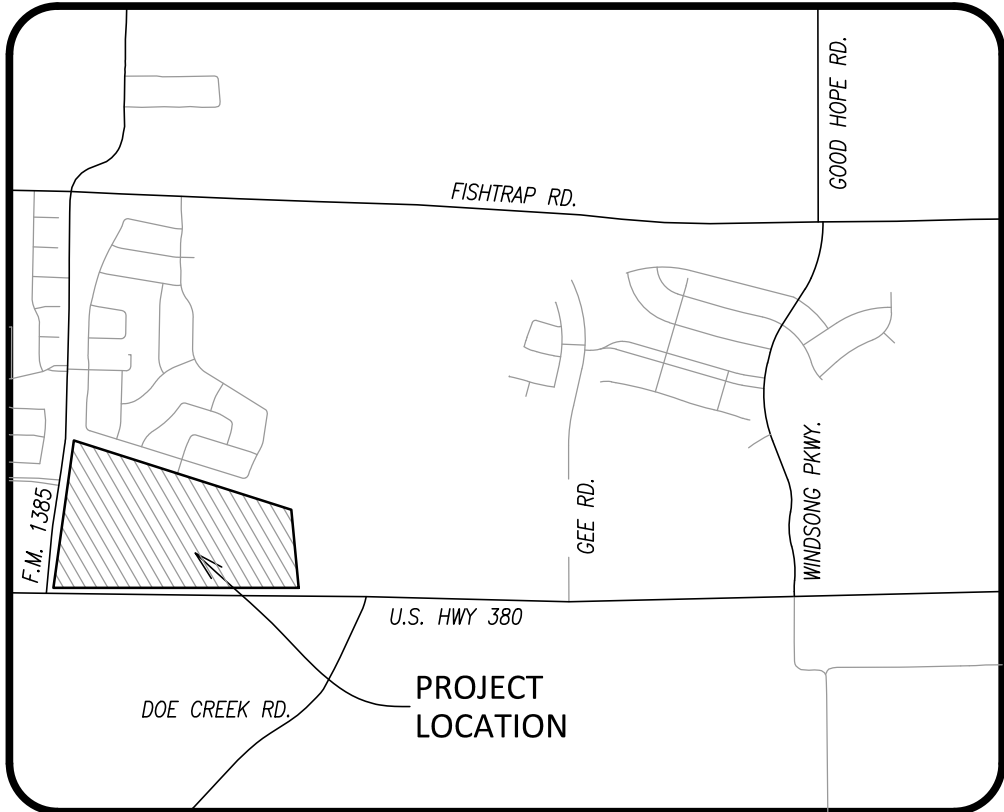 GOOD HOPE RD.
FISHTRAP RD.
F.M. 1385
GEE RD.
WINDSONG PKWY.
U.S. HWY 380
PROJECT
LOCATION
DOE CREEK RD.